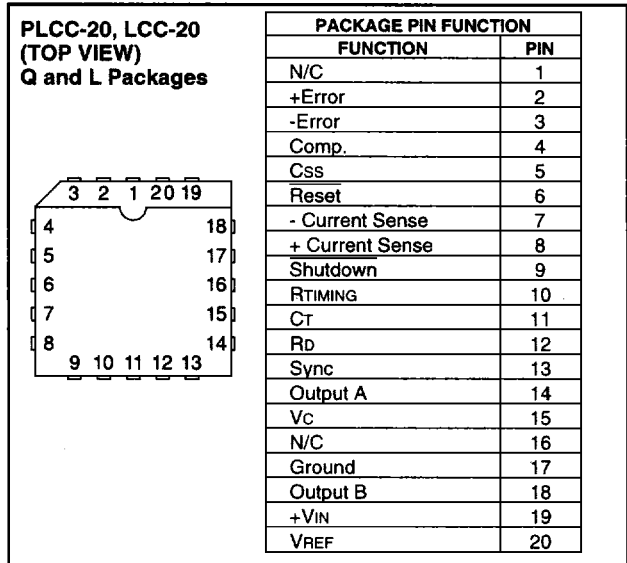 PLCC-20, LCC-20
(TOP VIEW)
Q and L Packages
3 2 1 20 19
4 18
5 17
6 16
7 15
8 14
9 10 11 12 13
PACKAGE PIN FUNCTION
FUNCTION PIN
N/C 1
+Error 2
-Error 3
Comp. 4
Css 5
Reset 6
- Current Sense 7
+ Current Sense 8
Shutdown 9
RTIMING 10
CT 11
RD 12
Sync 13
Output A 14
VC 15
N/C 16
Ground 17
Output B 18
+VIN 19
VREF 20